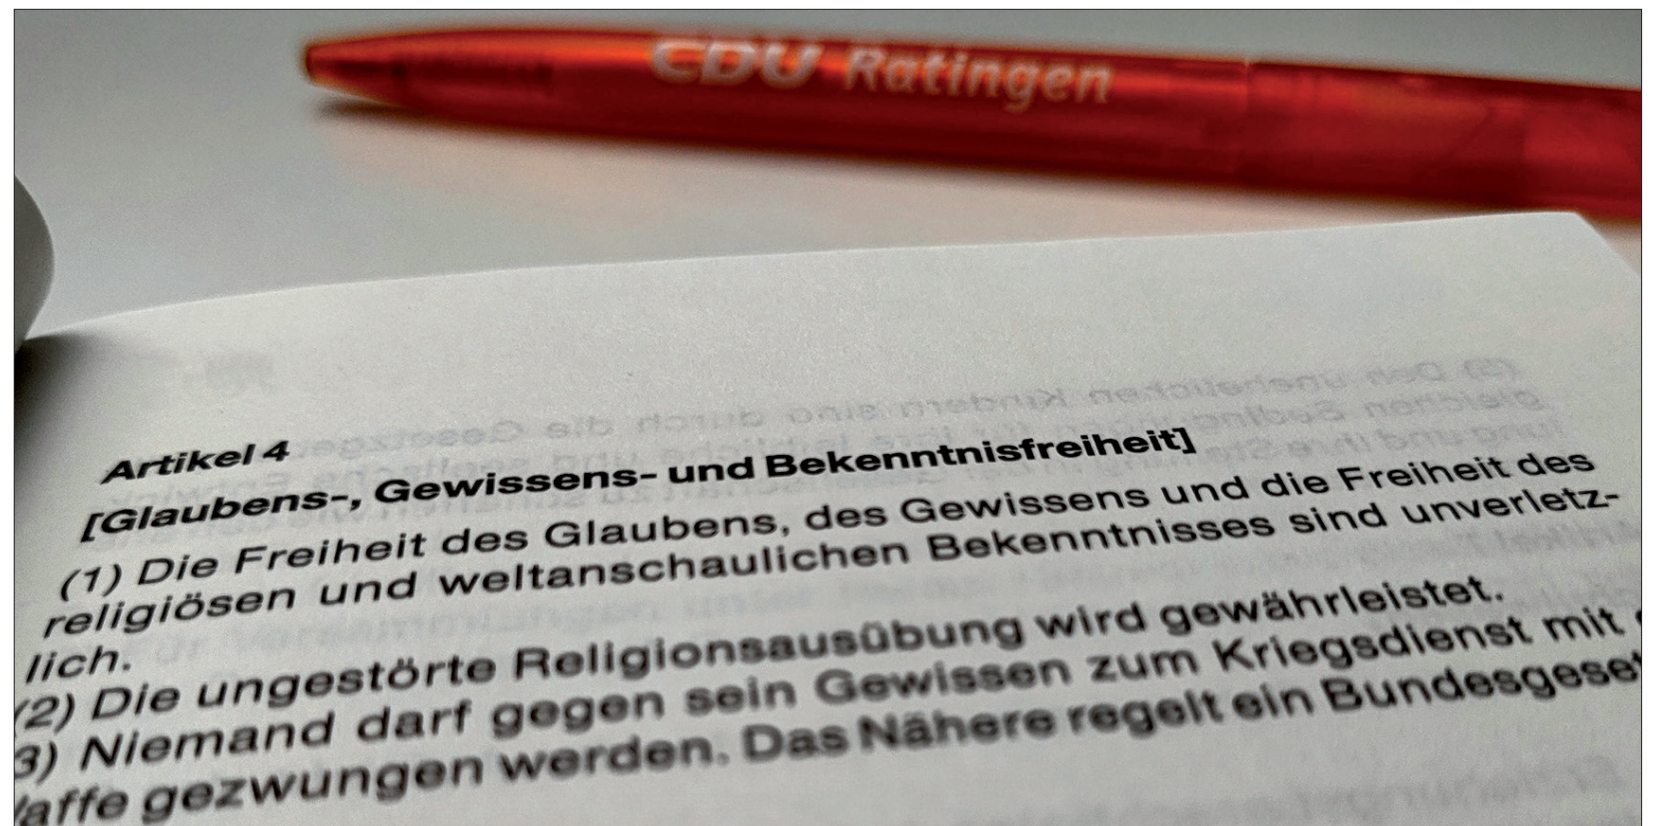 CDU Ratingen
Artikel 4
[Glaubens-, Gewissens- und Bekenntnisfreiheit]
(1) Die Freiheit des Glaubens, des Gewissens und die Freiheit des
religiösen und weltanschaulichen Bekenntnisses sind unverletz-
lich.
(2) Die ungestörte Religionsausübung wird gewährleistet.
3) Niemand darf gegen sein Gewissen zum Kriegsdienst mit
affe gezwungen werden. Das Nähere regelt ein Bundesgeset